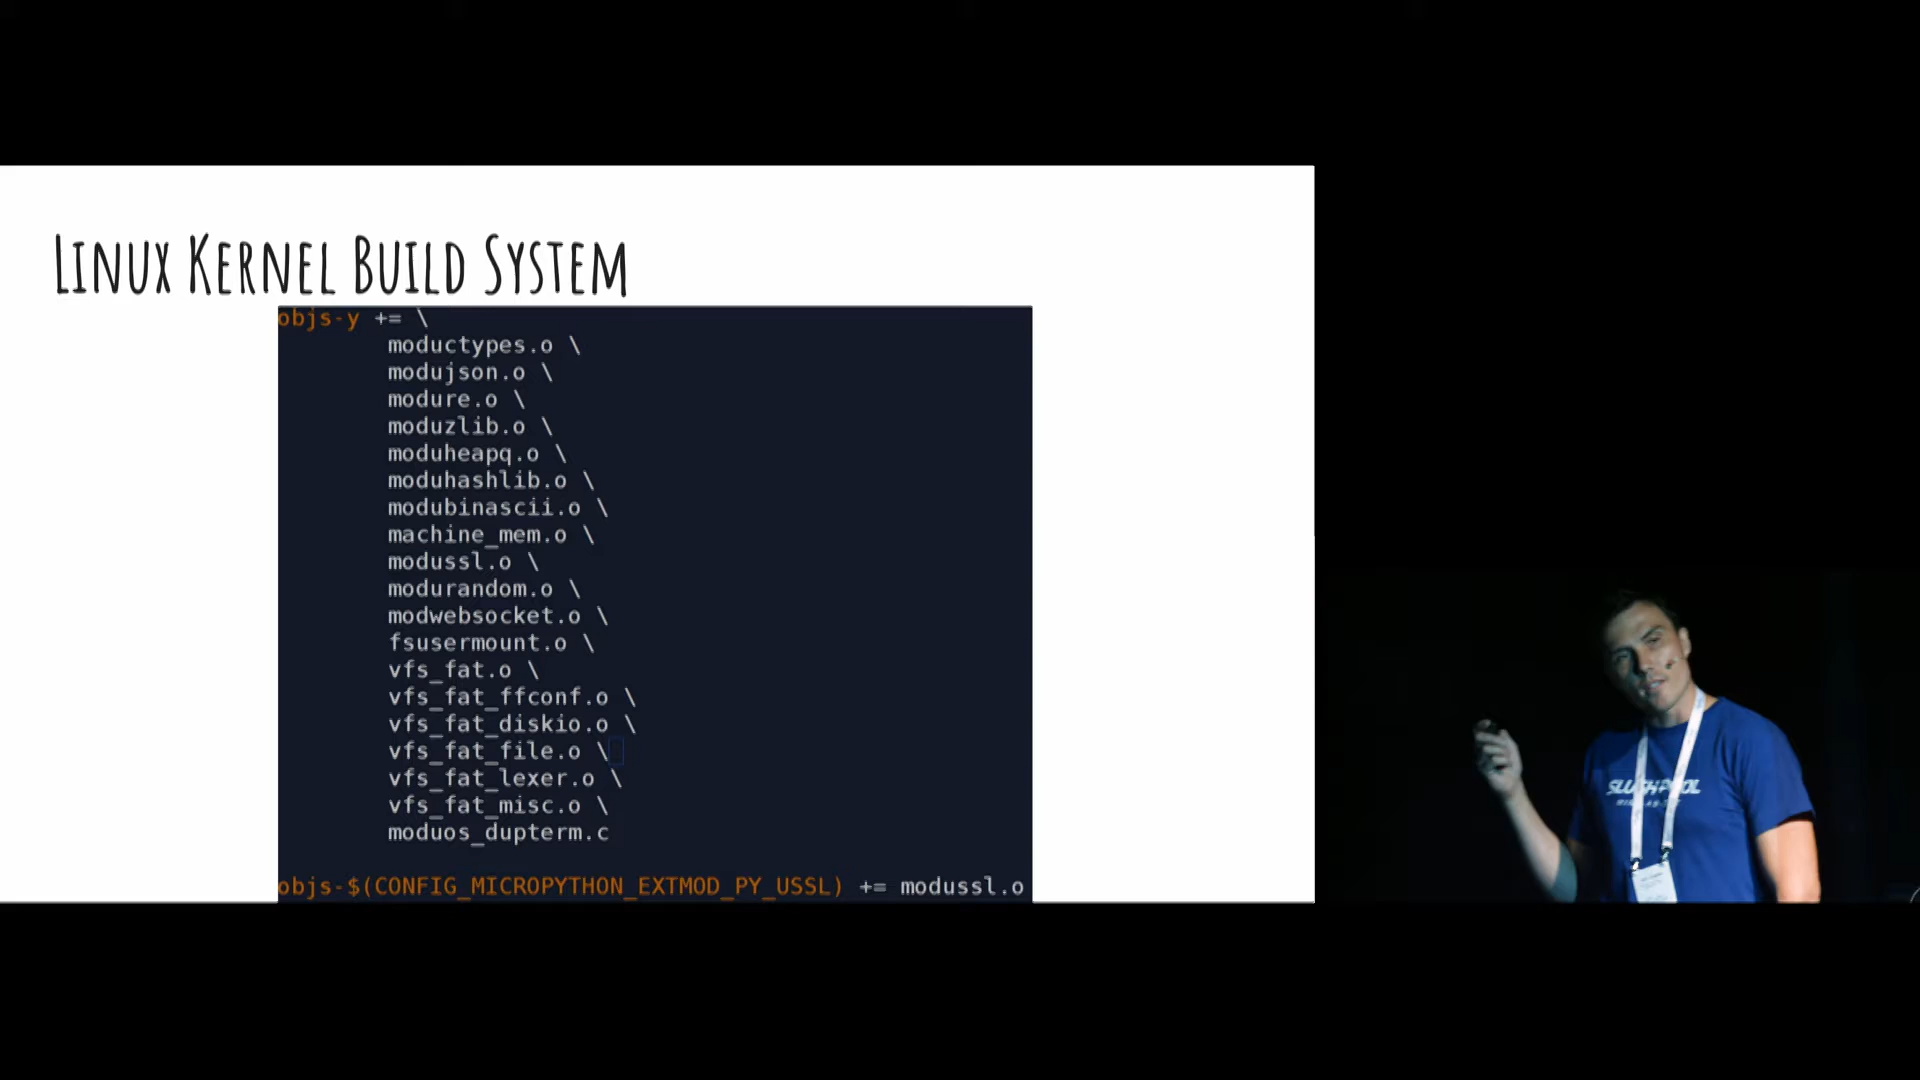 LINUX KERNEL BUILD SYSTEM
objs-y += \
moductypes.o \
modujson.o \
modure.o \
moduzlib.o \
moduheapq.o \
moduhashlib.o \
modubinascii.o \
machine_mem.o \
modussl.o \
modurandom.o \
modwebsocket.o \
fsusermount.o \
vfs_fat.o \
vfs_fat_ffconf.o \
vfs_fat_diskio.o \
vfs_fat_file.o \
vfs_fat_lexer.o \
vfs_fat_misc.o \
moduos_dupterm.c
objs-$(CONFIG_MICROPYTHON_EXTMOD_PY_USSL) += modussl.o
SLUSHPOOL